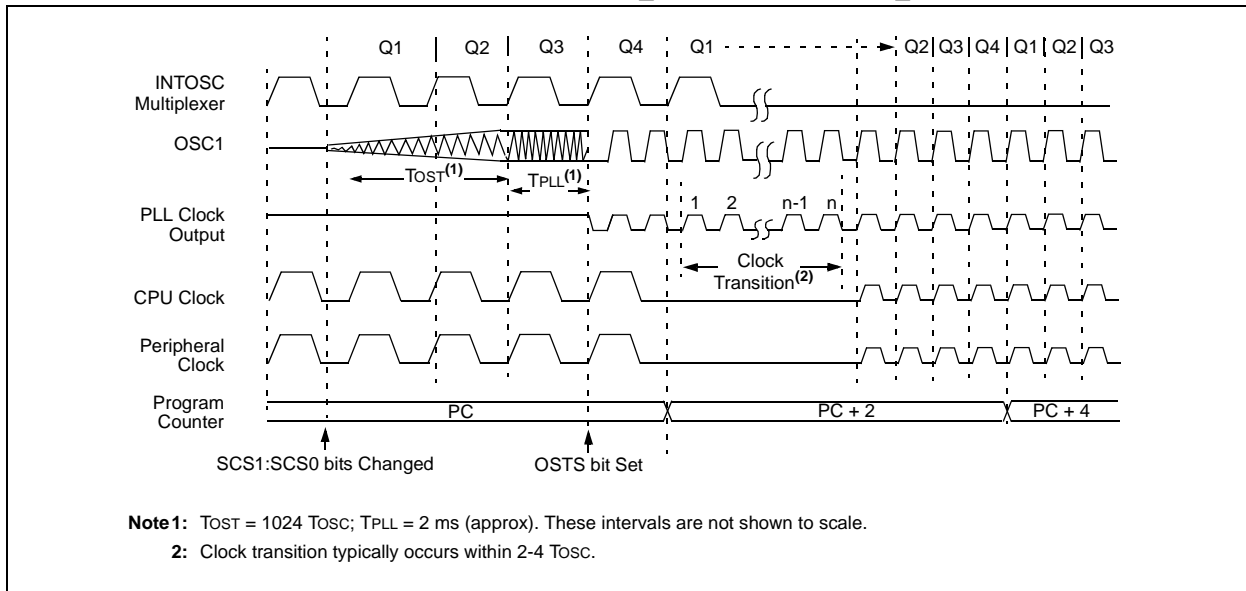 Q1 Q2 Q3 Q4 Q1 Q2 Q3 Q4 Q1 Q2 Q3
INTOSC
Multiplexer
OSC1
TOST(1)
TPLL(1)
1 2 n-1 n
PLL Clock
Output
Clock
Transition(2)
CPU Clock
Peripheral
Clock
Program
Counter
PC PC + 2 PC + 4
SCS1:SCS0 bits Changed OSTS bit Set
Note 1: TOST = 1024 TOSC; TPLL = 2 ms (approx). These intervals are not shown to scale.
2: Clock transition typically occurs within 2-4 TOSC.